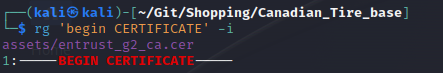 ┌──(kali㉿kali)-[~/Git/Shopping/Canadian_Tire_base]
└─$ rg 'begin CERTIFICATE' -i
assets/entrust_g2_ca.cer
1:-----BEGIN CERTIFICATE-----